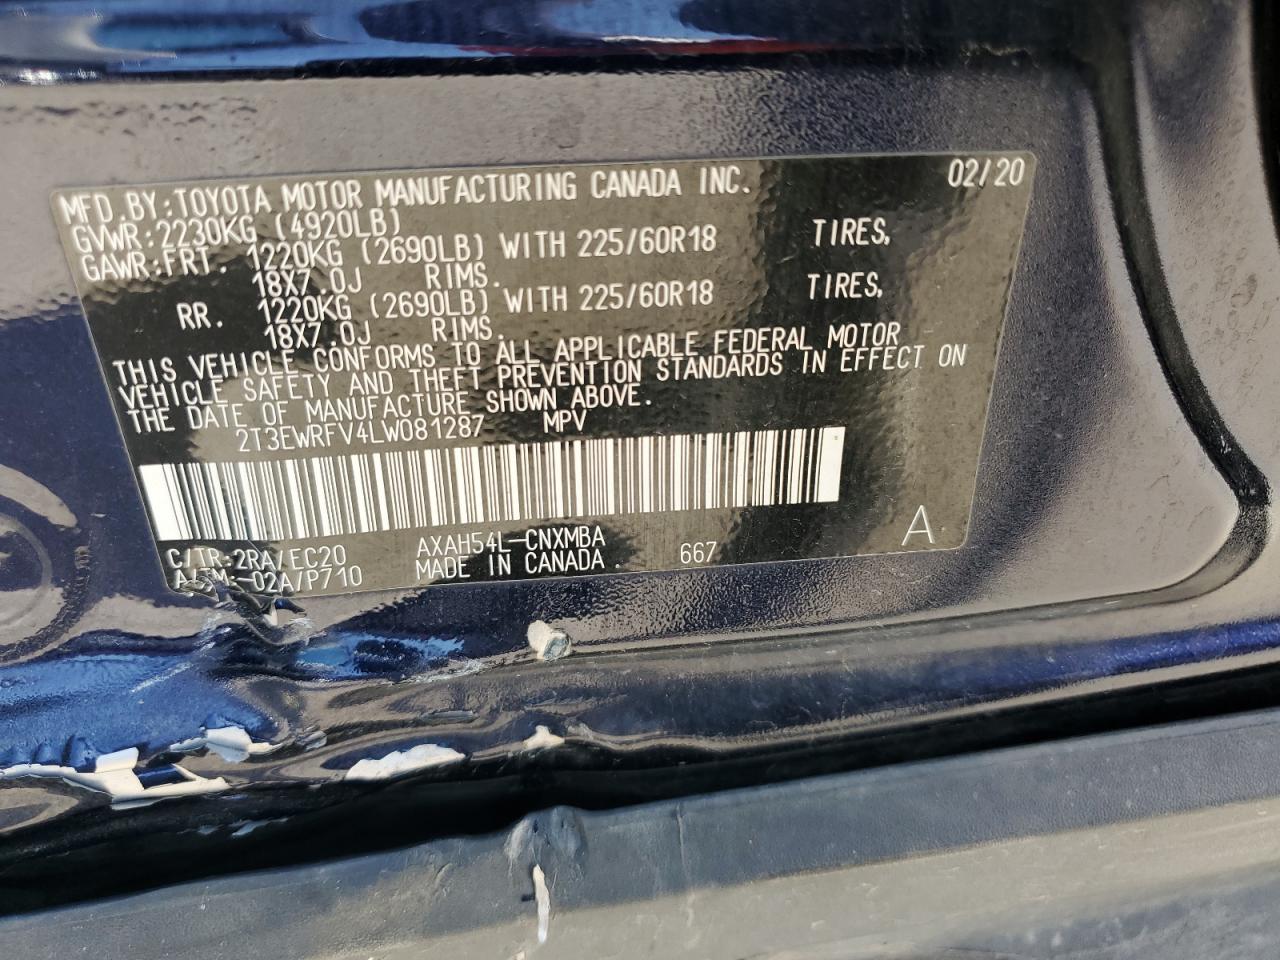 MFD.BY:TOYOTA MOTOR MANUFACTURING CANADA INC. 02/20
GVWR:2230KG (4920LB)
GAWR:FRT. 1220KG (2690LB) WITH 225/60R18 TIRES,
18X7.0J RIMS.
RR. 1220KG (2690LB) WITH 225/60R18 TIRES,
18X7.0J RIMS.
THIS VEHICLE CONFORMS TO ALL APPLICABLE FEDERAL MOTOR
VEHICLE SAFETY AND THEFT PREVENTION STANDARDS IN EFFECT ON
THE DATE OF MANUFACTURE SHOWN ABOVE.
2T3EWRFV4LW081287 MPV
C/TR:2RA/EC20 AXAH54L-CNXMBA 667 A
A/TM:-02A/P710 MADE IN CANADA.